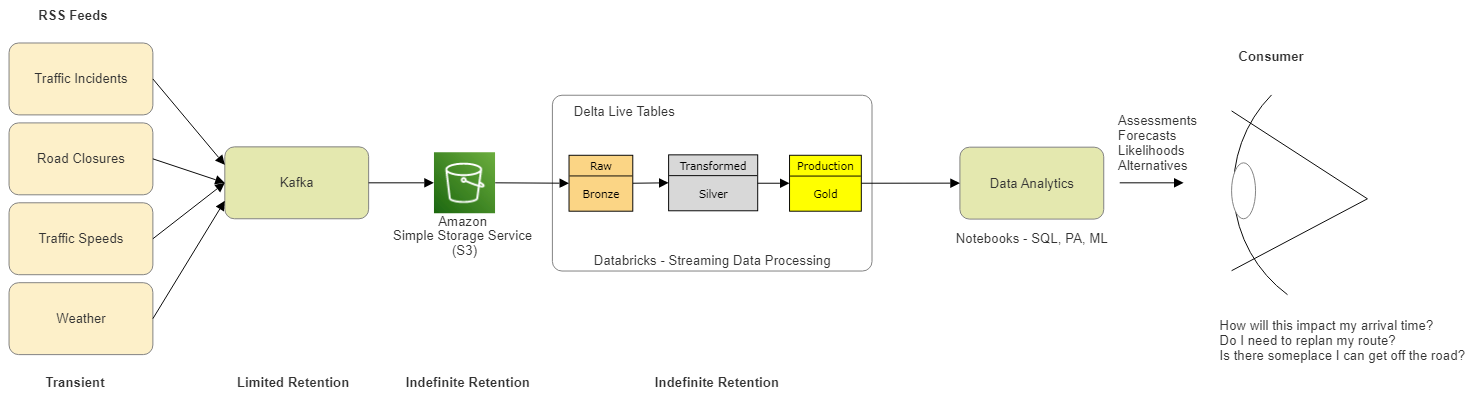 RSS Feeds
Traffic Incidents
Road Closures
Traffic Speeds
Weather
Transient
Kafka
Limited Retention
Amazon
Simple Storage Service
(S3)
Indefinite Retention
Delta Live Tables
Raw
Bronze
Transformed
Silver
Production
Gold
Databricks - Streaming Data Processing
Indefinite Retention
Data Analytics
Notebooks - SQL, PA, ML
Assessments
Forecasts
Likelihoods
Alternatives
Consumer
How will this impact my arrival time?
Do I need to replan my route?
Is there someplace I can get off the road?